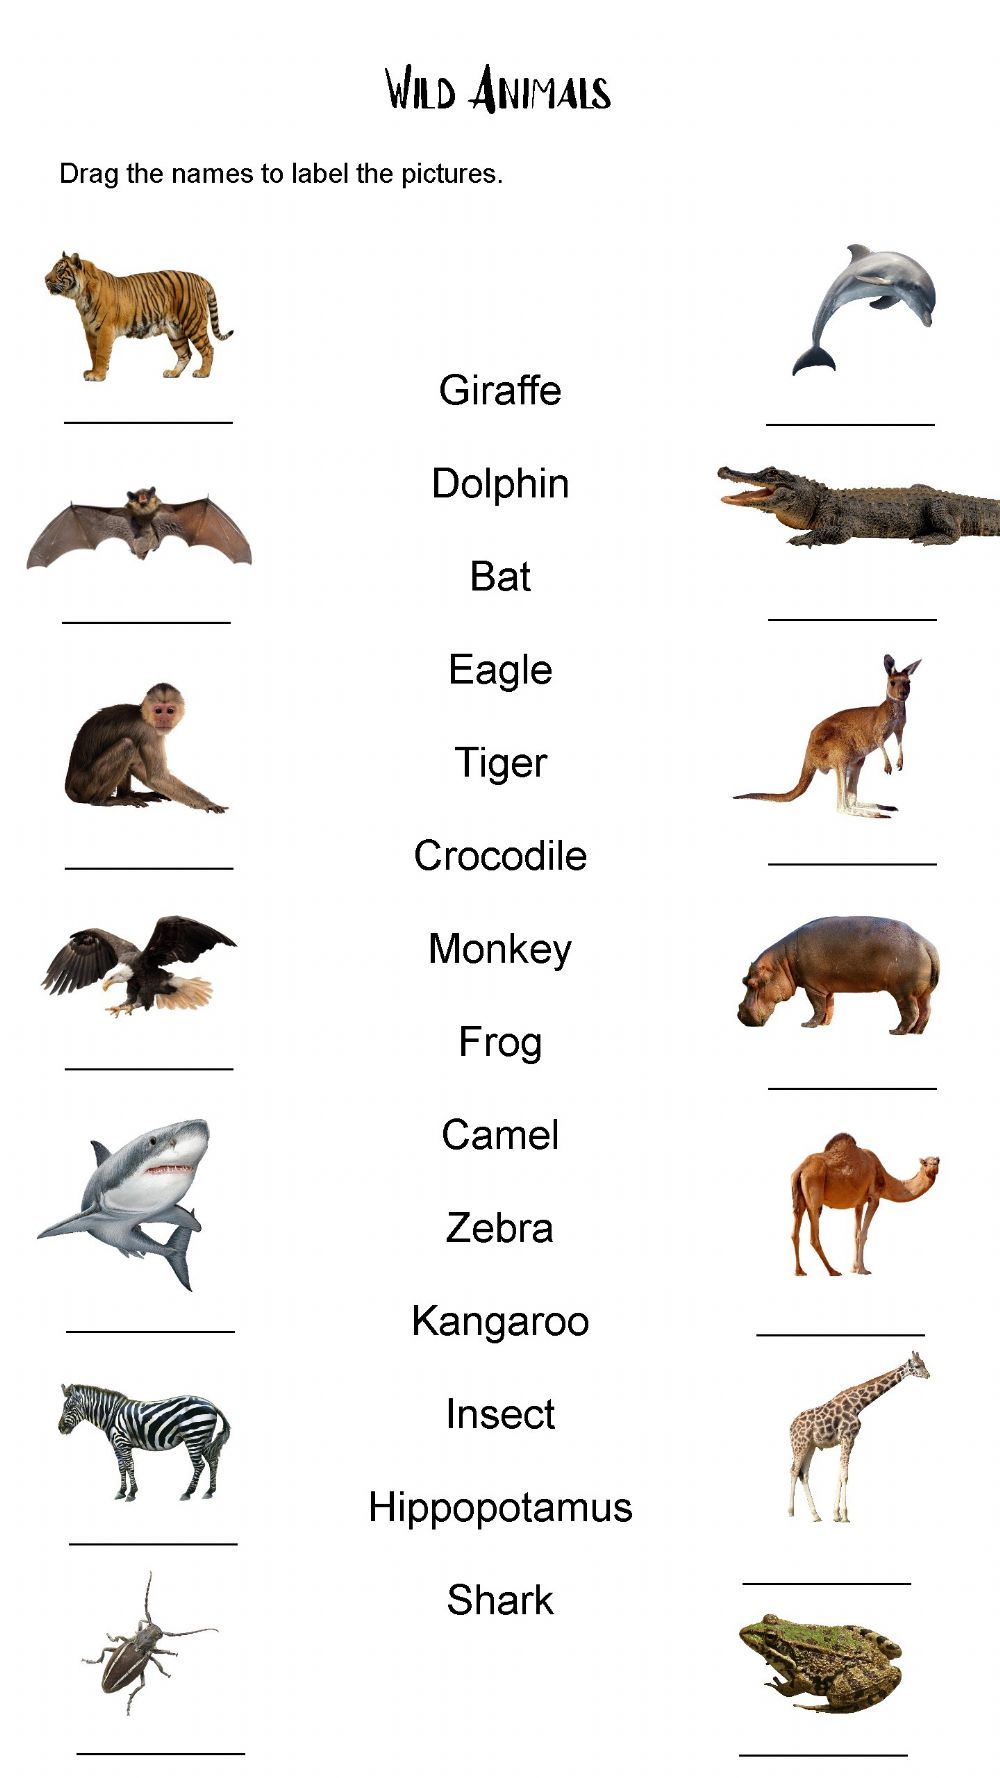 Wild Animals
Drag the names to label the pictures.
Giraffe
Dolphin
Bat
Eagle
Tiger
Crocodile
Monkey
Frog
Camel
Zebra
Kangaroo
Insect
Hippopotamus
Shark